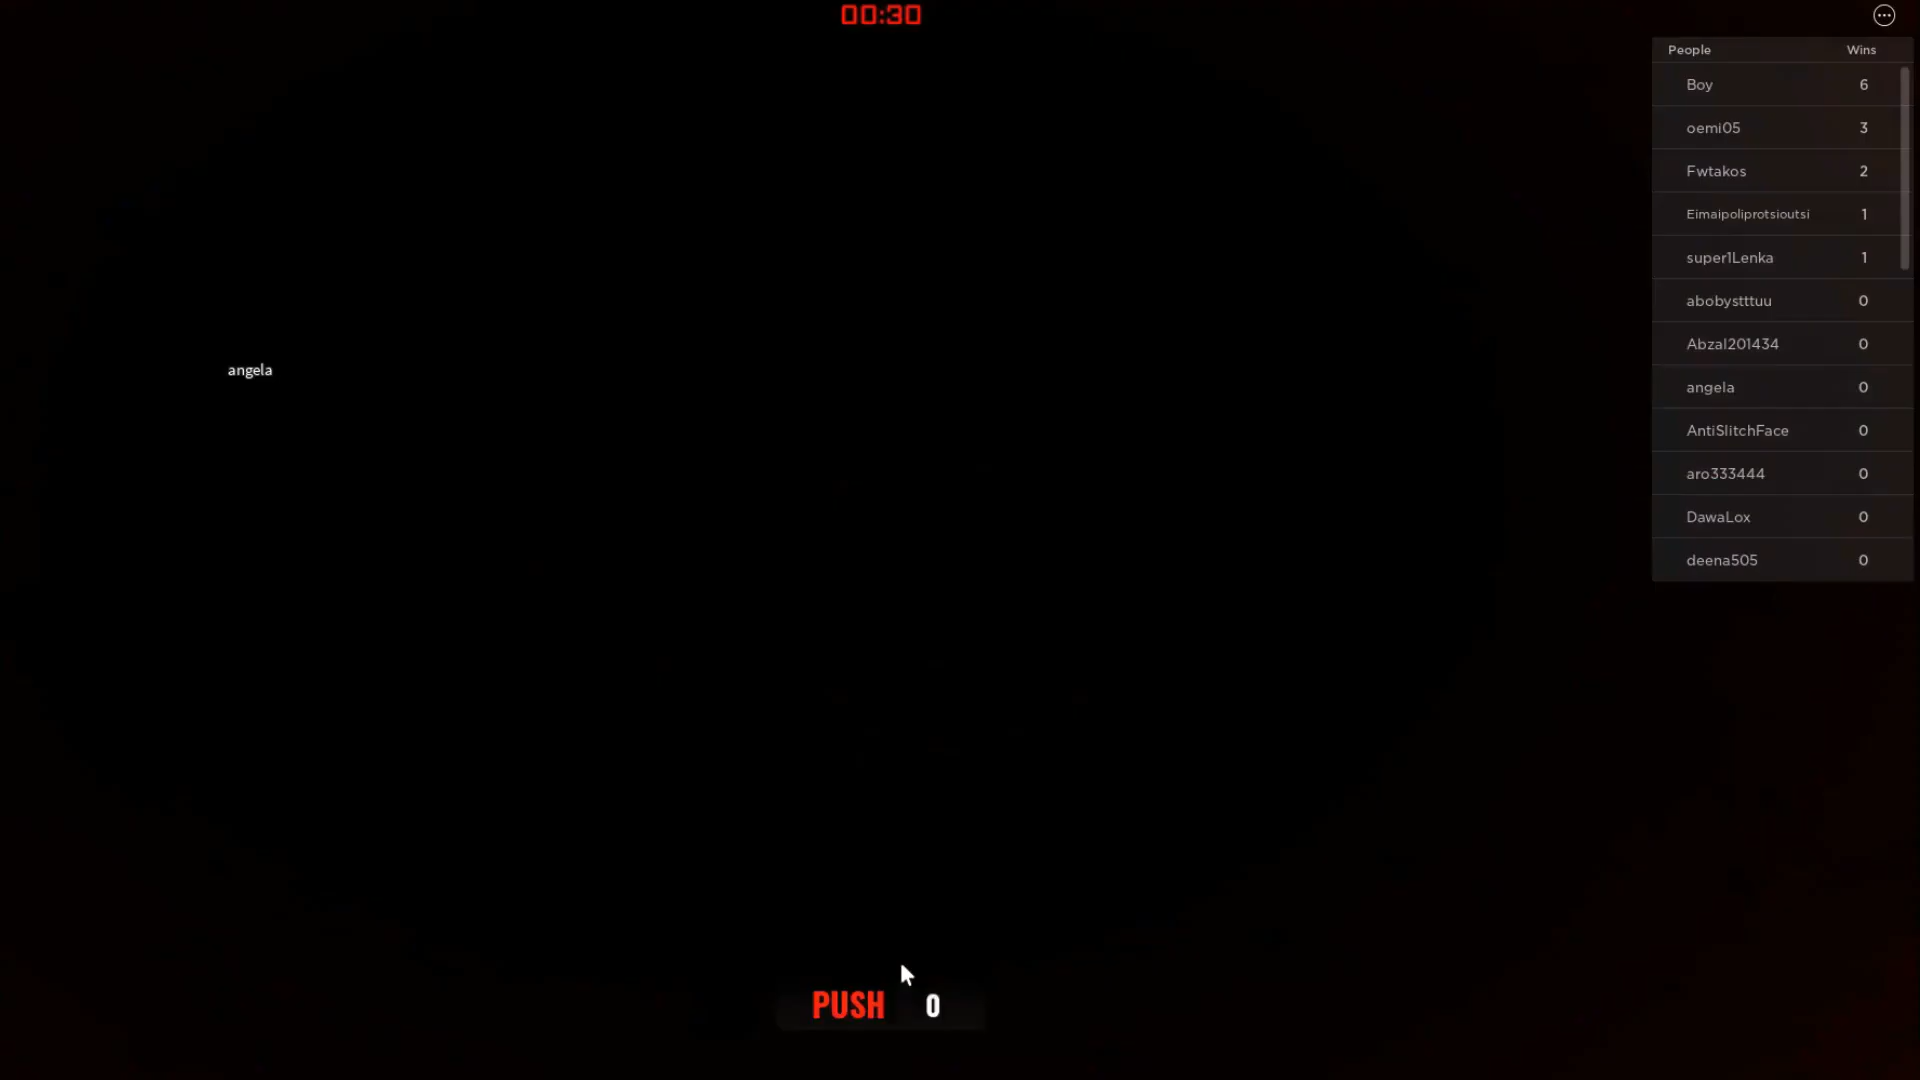 00:30
People Wins
Boy 6
oemi05 3
Fwtakos 2
Eimaipoliprotsioutsi 1
super1Lenka 1
abobystttuu 0
Abzal201434 0
angela 0
AntiSlitchFace 0
aro333444 0
DawaLox 0
deena505 0
angela
PUSH 0